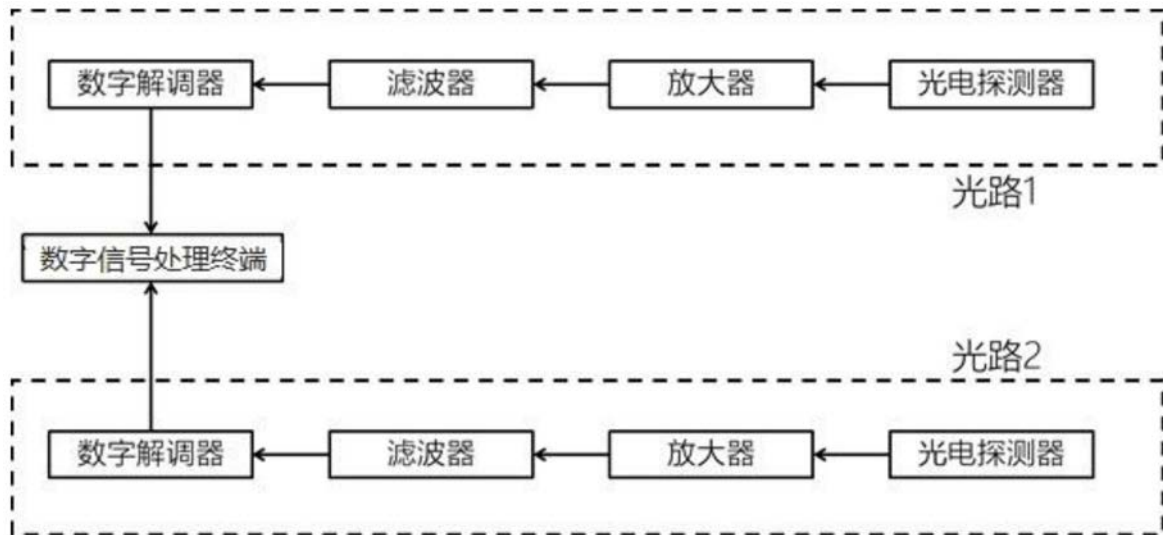 数字解调器 滤波器 放大器 光电探测器
光路1
数字信号处理终端
光路2
数字解调器 滤波器 放大器 光电探测器